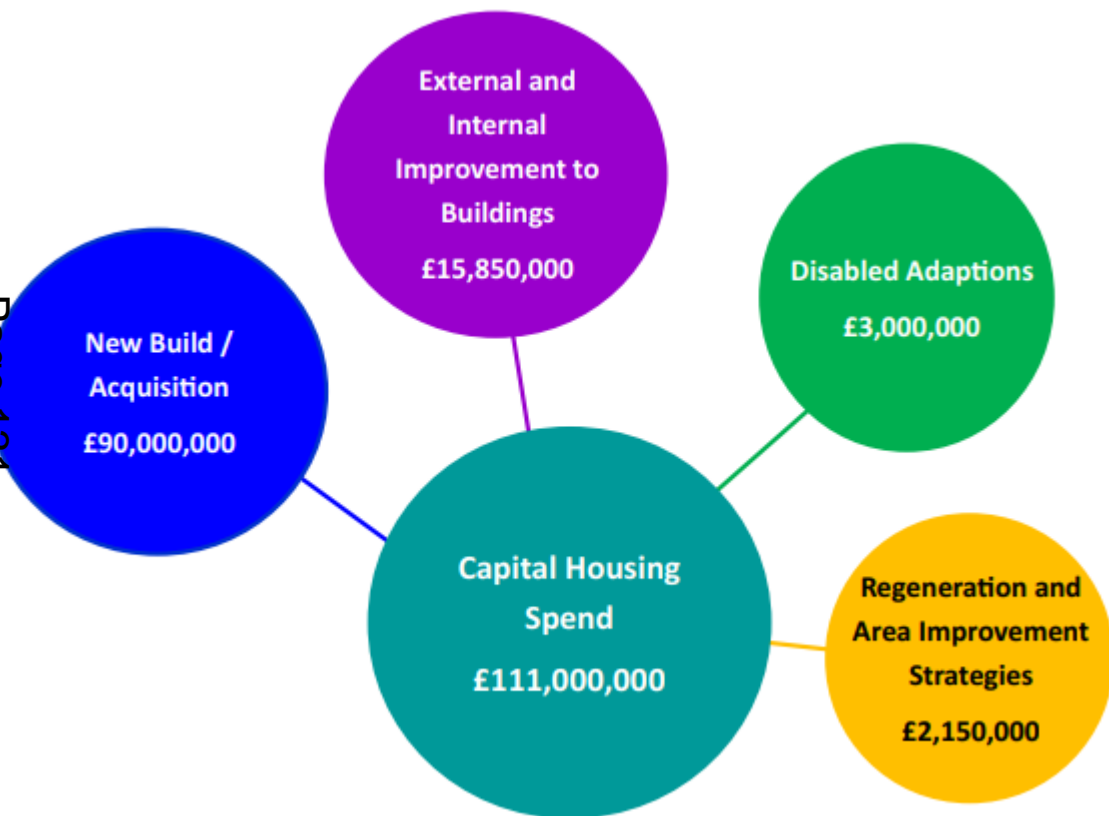 External and
Internal
Improvement to
Buildings
£15,850,000
Disabled Adaptions
£3,000,000
New Build /
Acquisition
£90,000,000
Capital Housing
Spend
£111,000,000
Regeneration and
Area Improvement
Strategies
£2,150,000